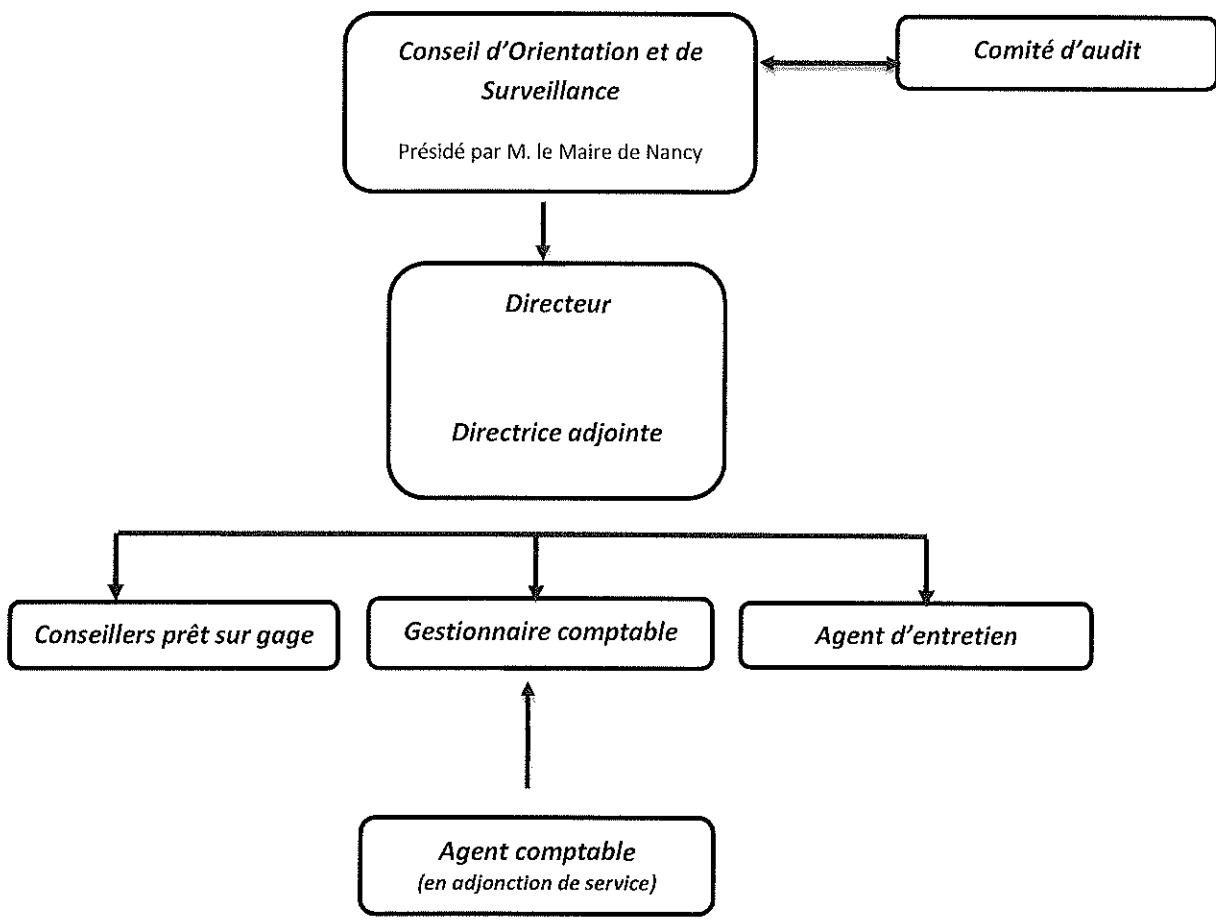 Conseil d'Orientation et de
Surveillance
Présidé par M. le Maire de Nancy
Comité d'audit
Directeur
Directrice adjointe
Conseillers prêt sur gage
Gestionnaire comptable
Agent d'entretien
Agent comptable
(en adjonction de service)